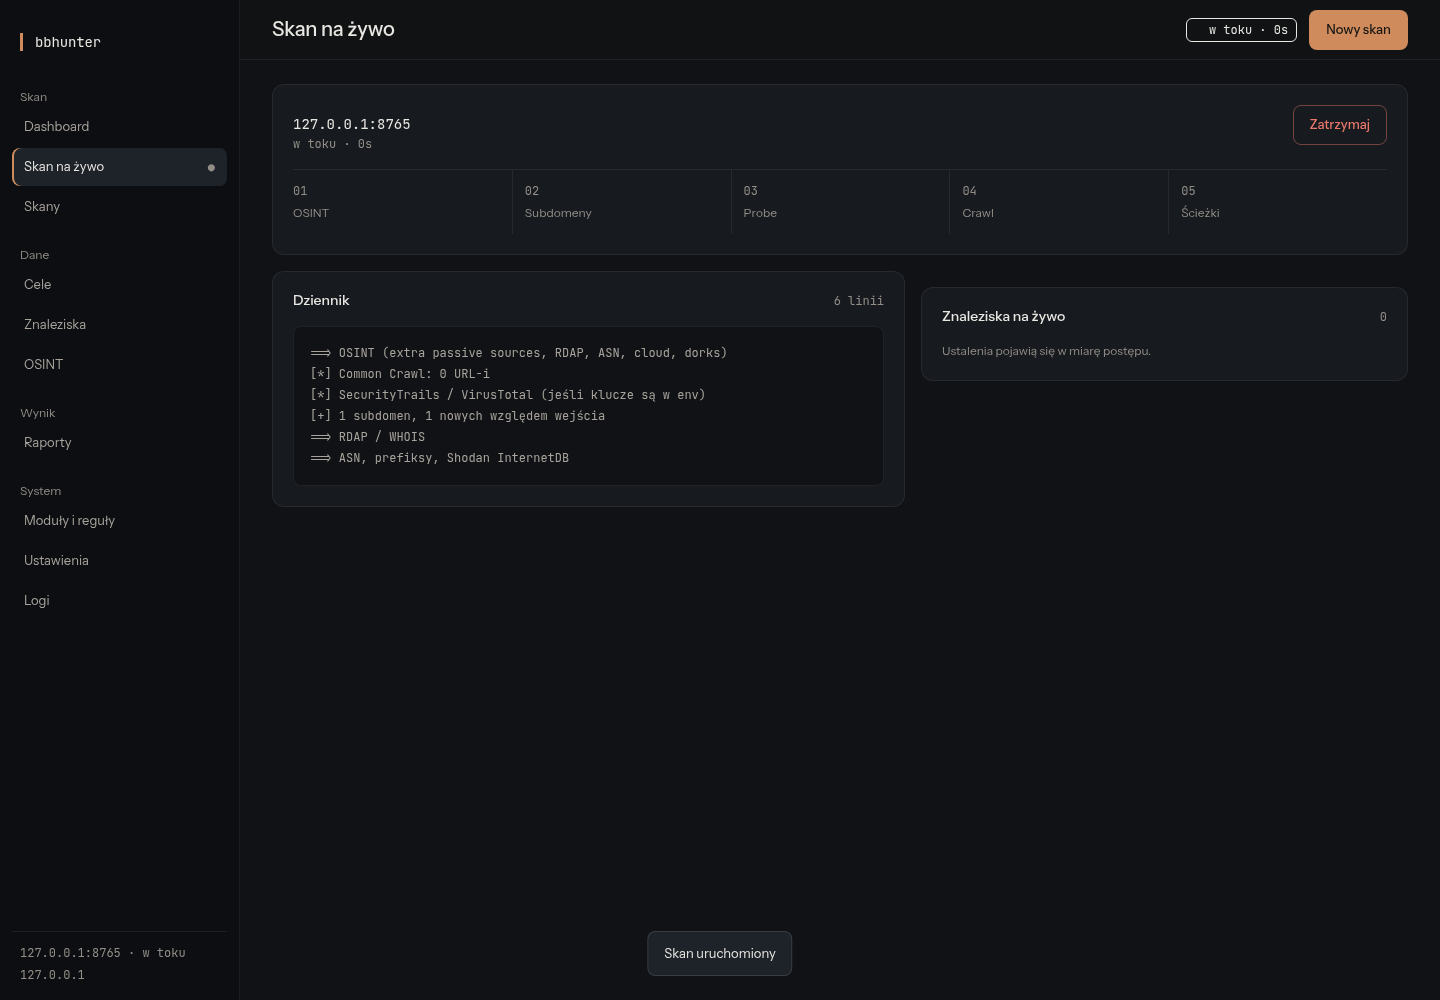 bbhunter
Skan
Dashboard
Skan na żywo
Skany
Dane
Cele
Znaleziska
OSINT
Wynik
Raporty
System
Moduły i reguły
Ustawienia
Logi
127.0.0.1:8765 · w toku
127.0.0.1
Skan na żywo
w toku · 0s
Nowy skan
127.0.0.1:8765
w toku · 0s
Zatrzymaj
01
OSINT
02
Subdomeny
03
Probe
04
Crawl
05
Ścieżki
Dziennik
6 linii
==> OSINT (extra passive sources, RDAP, ASN, cloud, dorks)
[*] Common Crawl: 0 URL-i
[*] SecurityTrails / VirusTotal (jeśli klucze są w env)
[+] 1 subdomen, 1 nowych względem wejścia
==> RDAP / WHOIS
==> ASN, prefiksy, Shodan InternetDB
Znaleziska na żywo
0
Ustalenia pojawią się w miarę postępu.
Skan uruchomiony